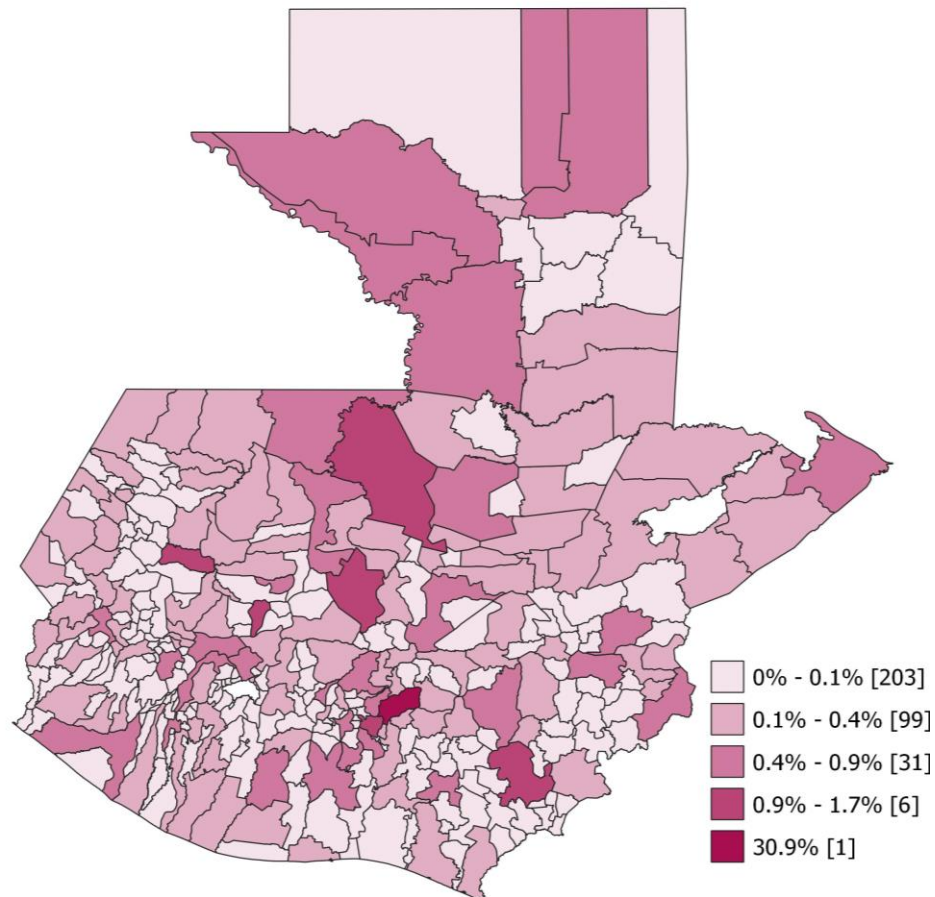 0% - 0.1% [203]
0.1% - 0.4% [99]
0.4% - 0.9% [31]
0.9% - 1.7% [6]
30.9% [1]